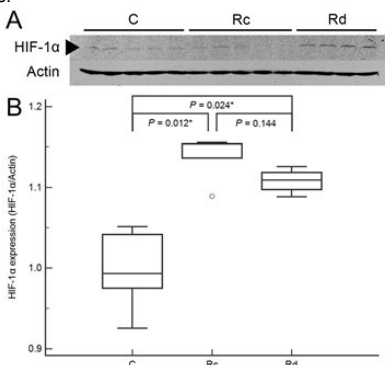 A
C Rc Rd
HIF-1α
Actin
B
P = 0.024*
P = 0.012* P = 0.144
HIF-1α expression (HIF-1α/Actin)
1.2
1.1
1.0
0.9
C Rc Rd